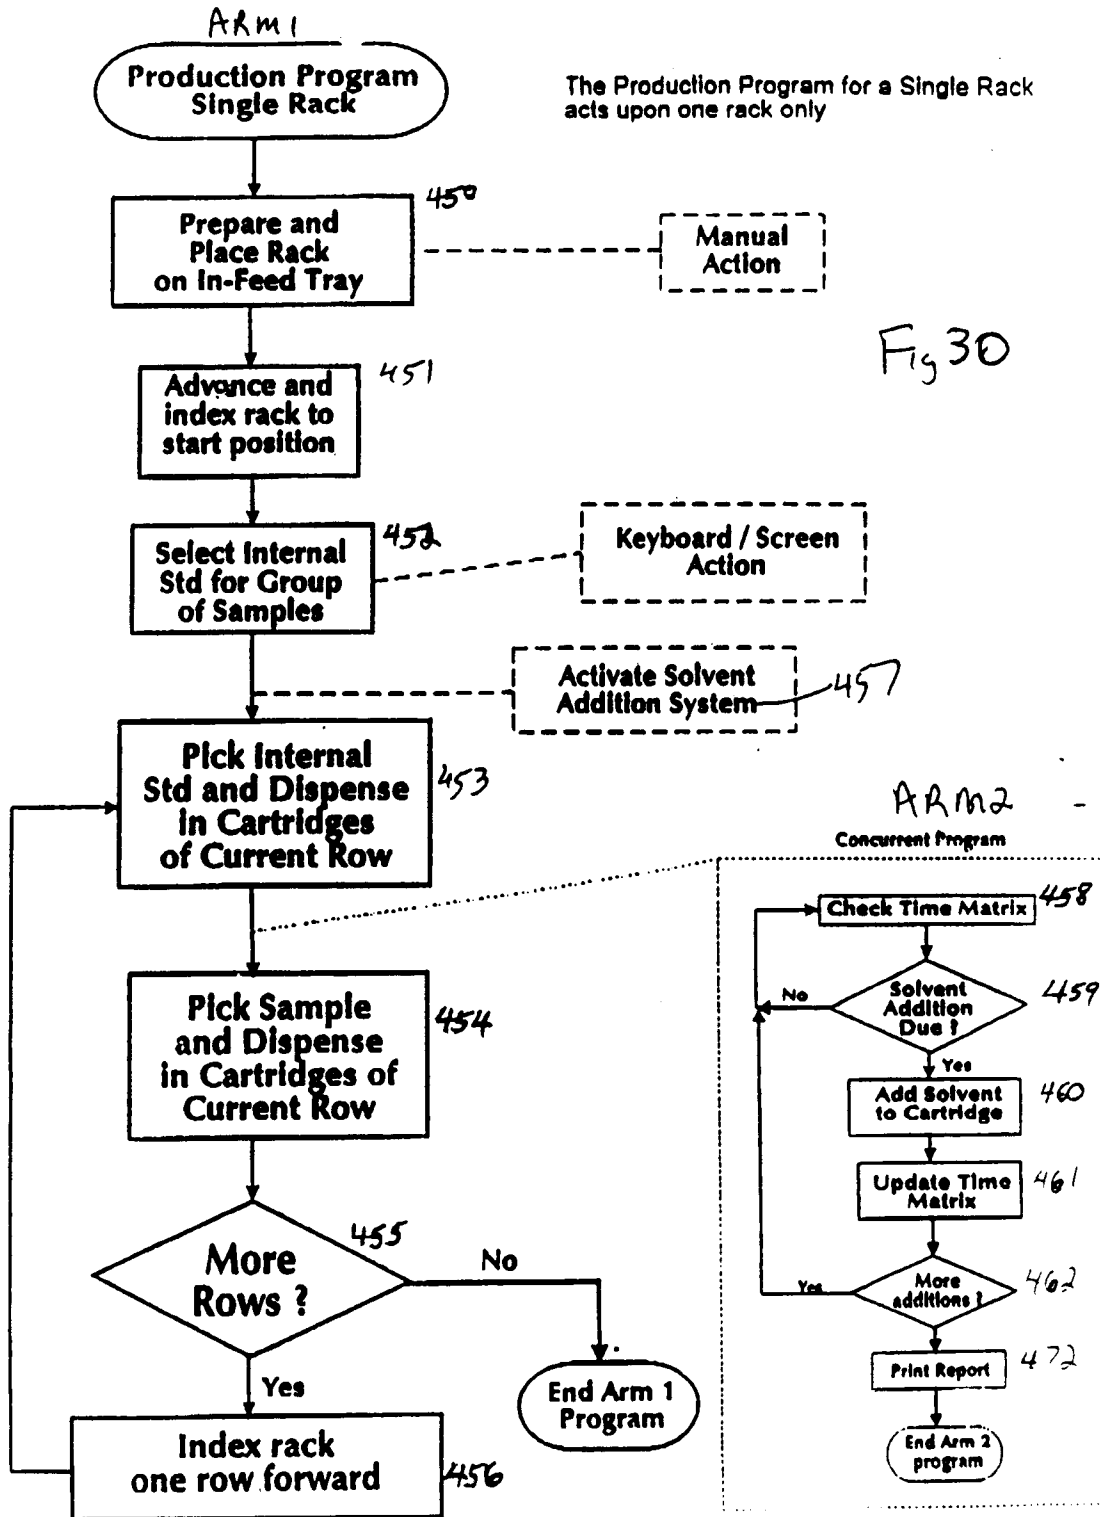 ARM1
Production Program
Single Rack
The Production Program for a Single Rack
acts upon one rack only
450
Prepare and
Place Rack
on In-Feed Tray
Manual
Action
Fig 30
451
Advance and
index rack to
start position
452
Select Internal
Std for Group
of Samples
Keyboard / Screen
Action
Activate Solvent
Addition System
457
Pick Internal
Std and Dispense
in Cartridges
of Current Row
453
ARM2
Concurrent Program
Check Time Matrix
458
Solvent
Addition
Due ?
459
No
Yes
Pick Sample
and Dispense
in Cartridges of
Current Row
454
Add Solvent
to Cartridge
460
Update Time
Matrix
461
More
Rows ?
455
No
Yes
More
additions ?
462
Yes
Print Report
472
End Arm 1
Program
End Arm 2
program
Index rack
one row forward
456